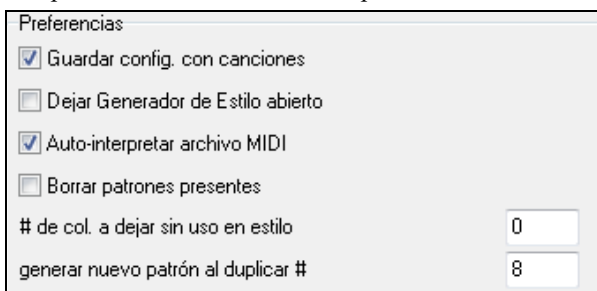 Preferencias
Guardar config. con canciones
Dejar Generador de Estilo abierto
Auto-interpretar archivo MIDI
Borrar patrones presentes
# de col. a dejar sin uso en estilo 0
generar nuevo patrón al duplicar # 8